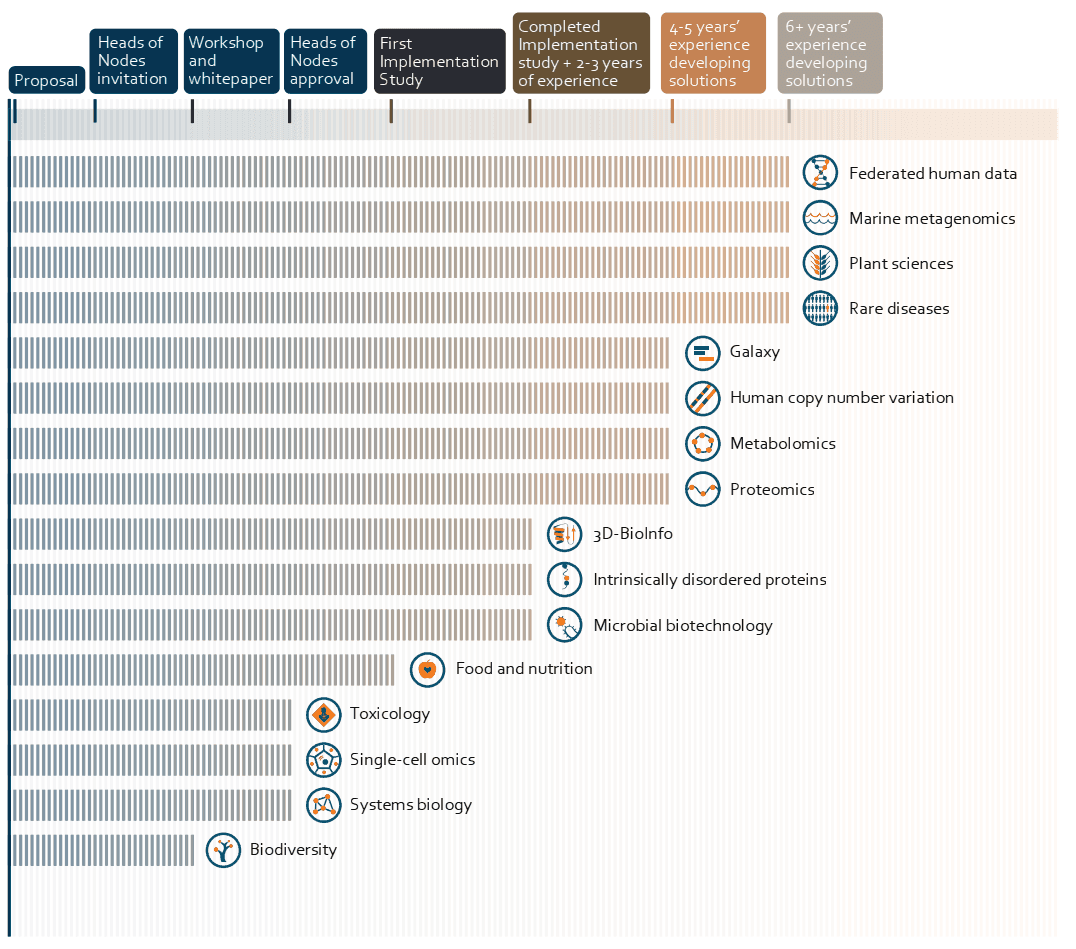 Proposal
Heads of
Nodes
invitation
Workshop
and
whitepaper
Heads of
Nodes
approval
First
Implementation
Study
Completed
Implementation
study + 2-3 years
of experience
4-5 years’
experience
developing
solutions
6+ years’
experience
developing
solutions
Federated human data
Marine metagenomics
Plant sciences
Rare diseases
Galaxy
Human copy number variation
Metabolomics
Proteomics
3D-BioInfo
Intrinsically disordered proteins
Microbial biotechnology
Food and nutrition
Toxicology
Single-cell omics
Systems biology
Biodiversity